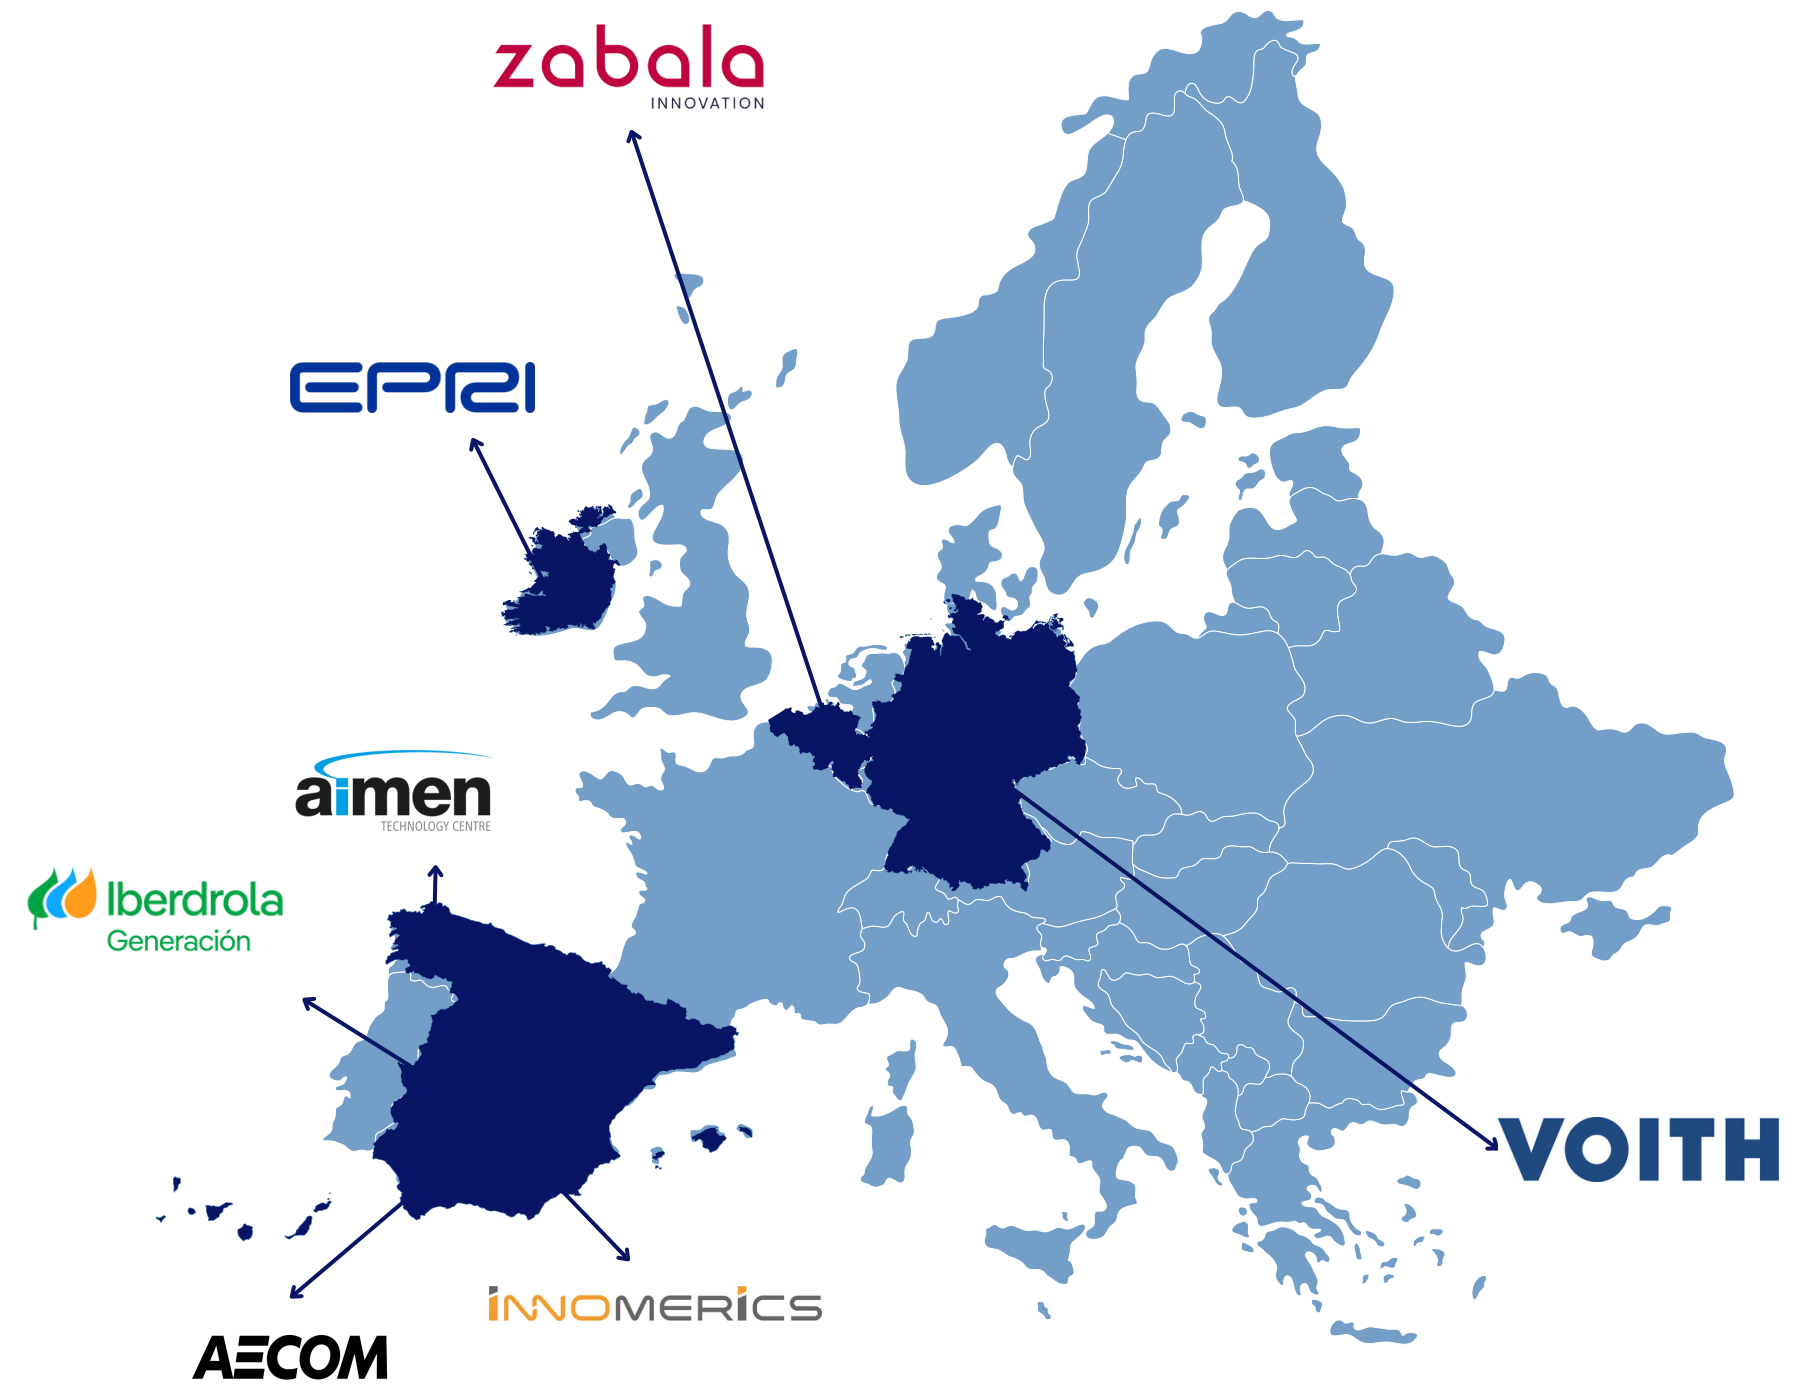 zabala
INNOVATION
EPRI
aimen
TECHNOLOGY CENTRE
Iberdrola
Generación
VOITH
INNOMERICS
AECOM